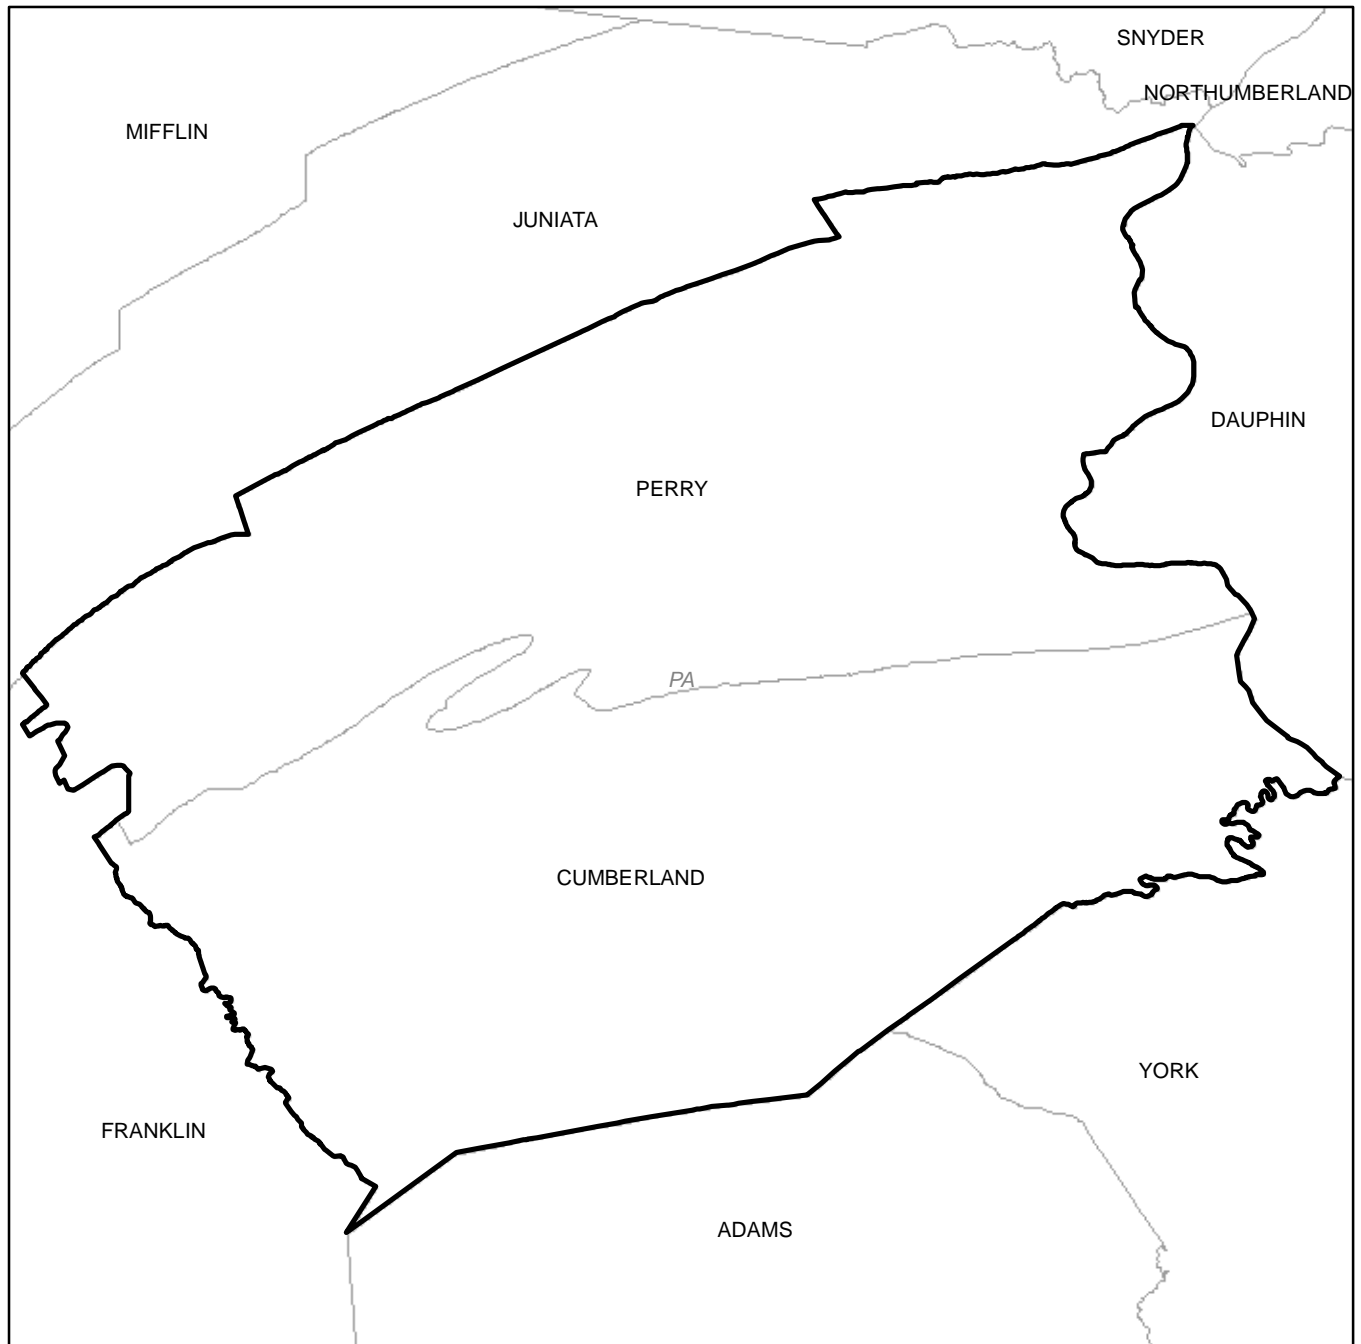 SNYDER
NORTHUMBERLAND
MIFFLIN
JUNIATA
DAUPHIN
PERRY
PA
CUMBERLAND
YORK
FRANKLIN
ADAMS